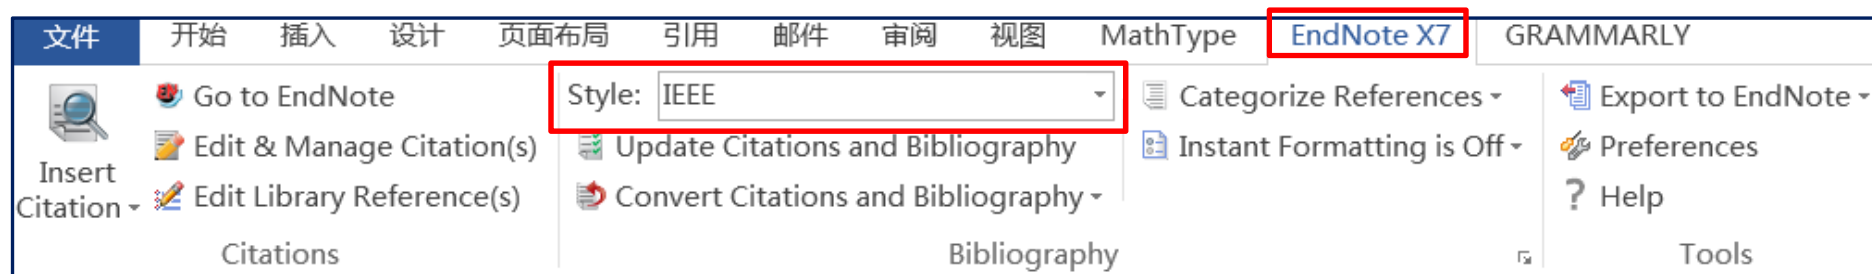 文件 开始 插入 设计 页面布局 引用 邮件 审阅 视图 MathType EndNote X7 GRAMMARLY
Go to EndNote Style: IEEE Categorize References Export to EndNote
Edit & Manage Citation(s) Update Citations and Bibliography Instant Formatting is Off Preferences
Insert
Citation Edit Library Reference(s) Convert Citations and Bibliography ? Help
Citations Bibliography Tools